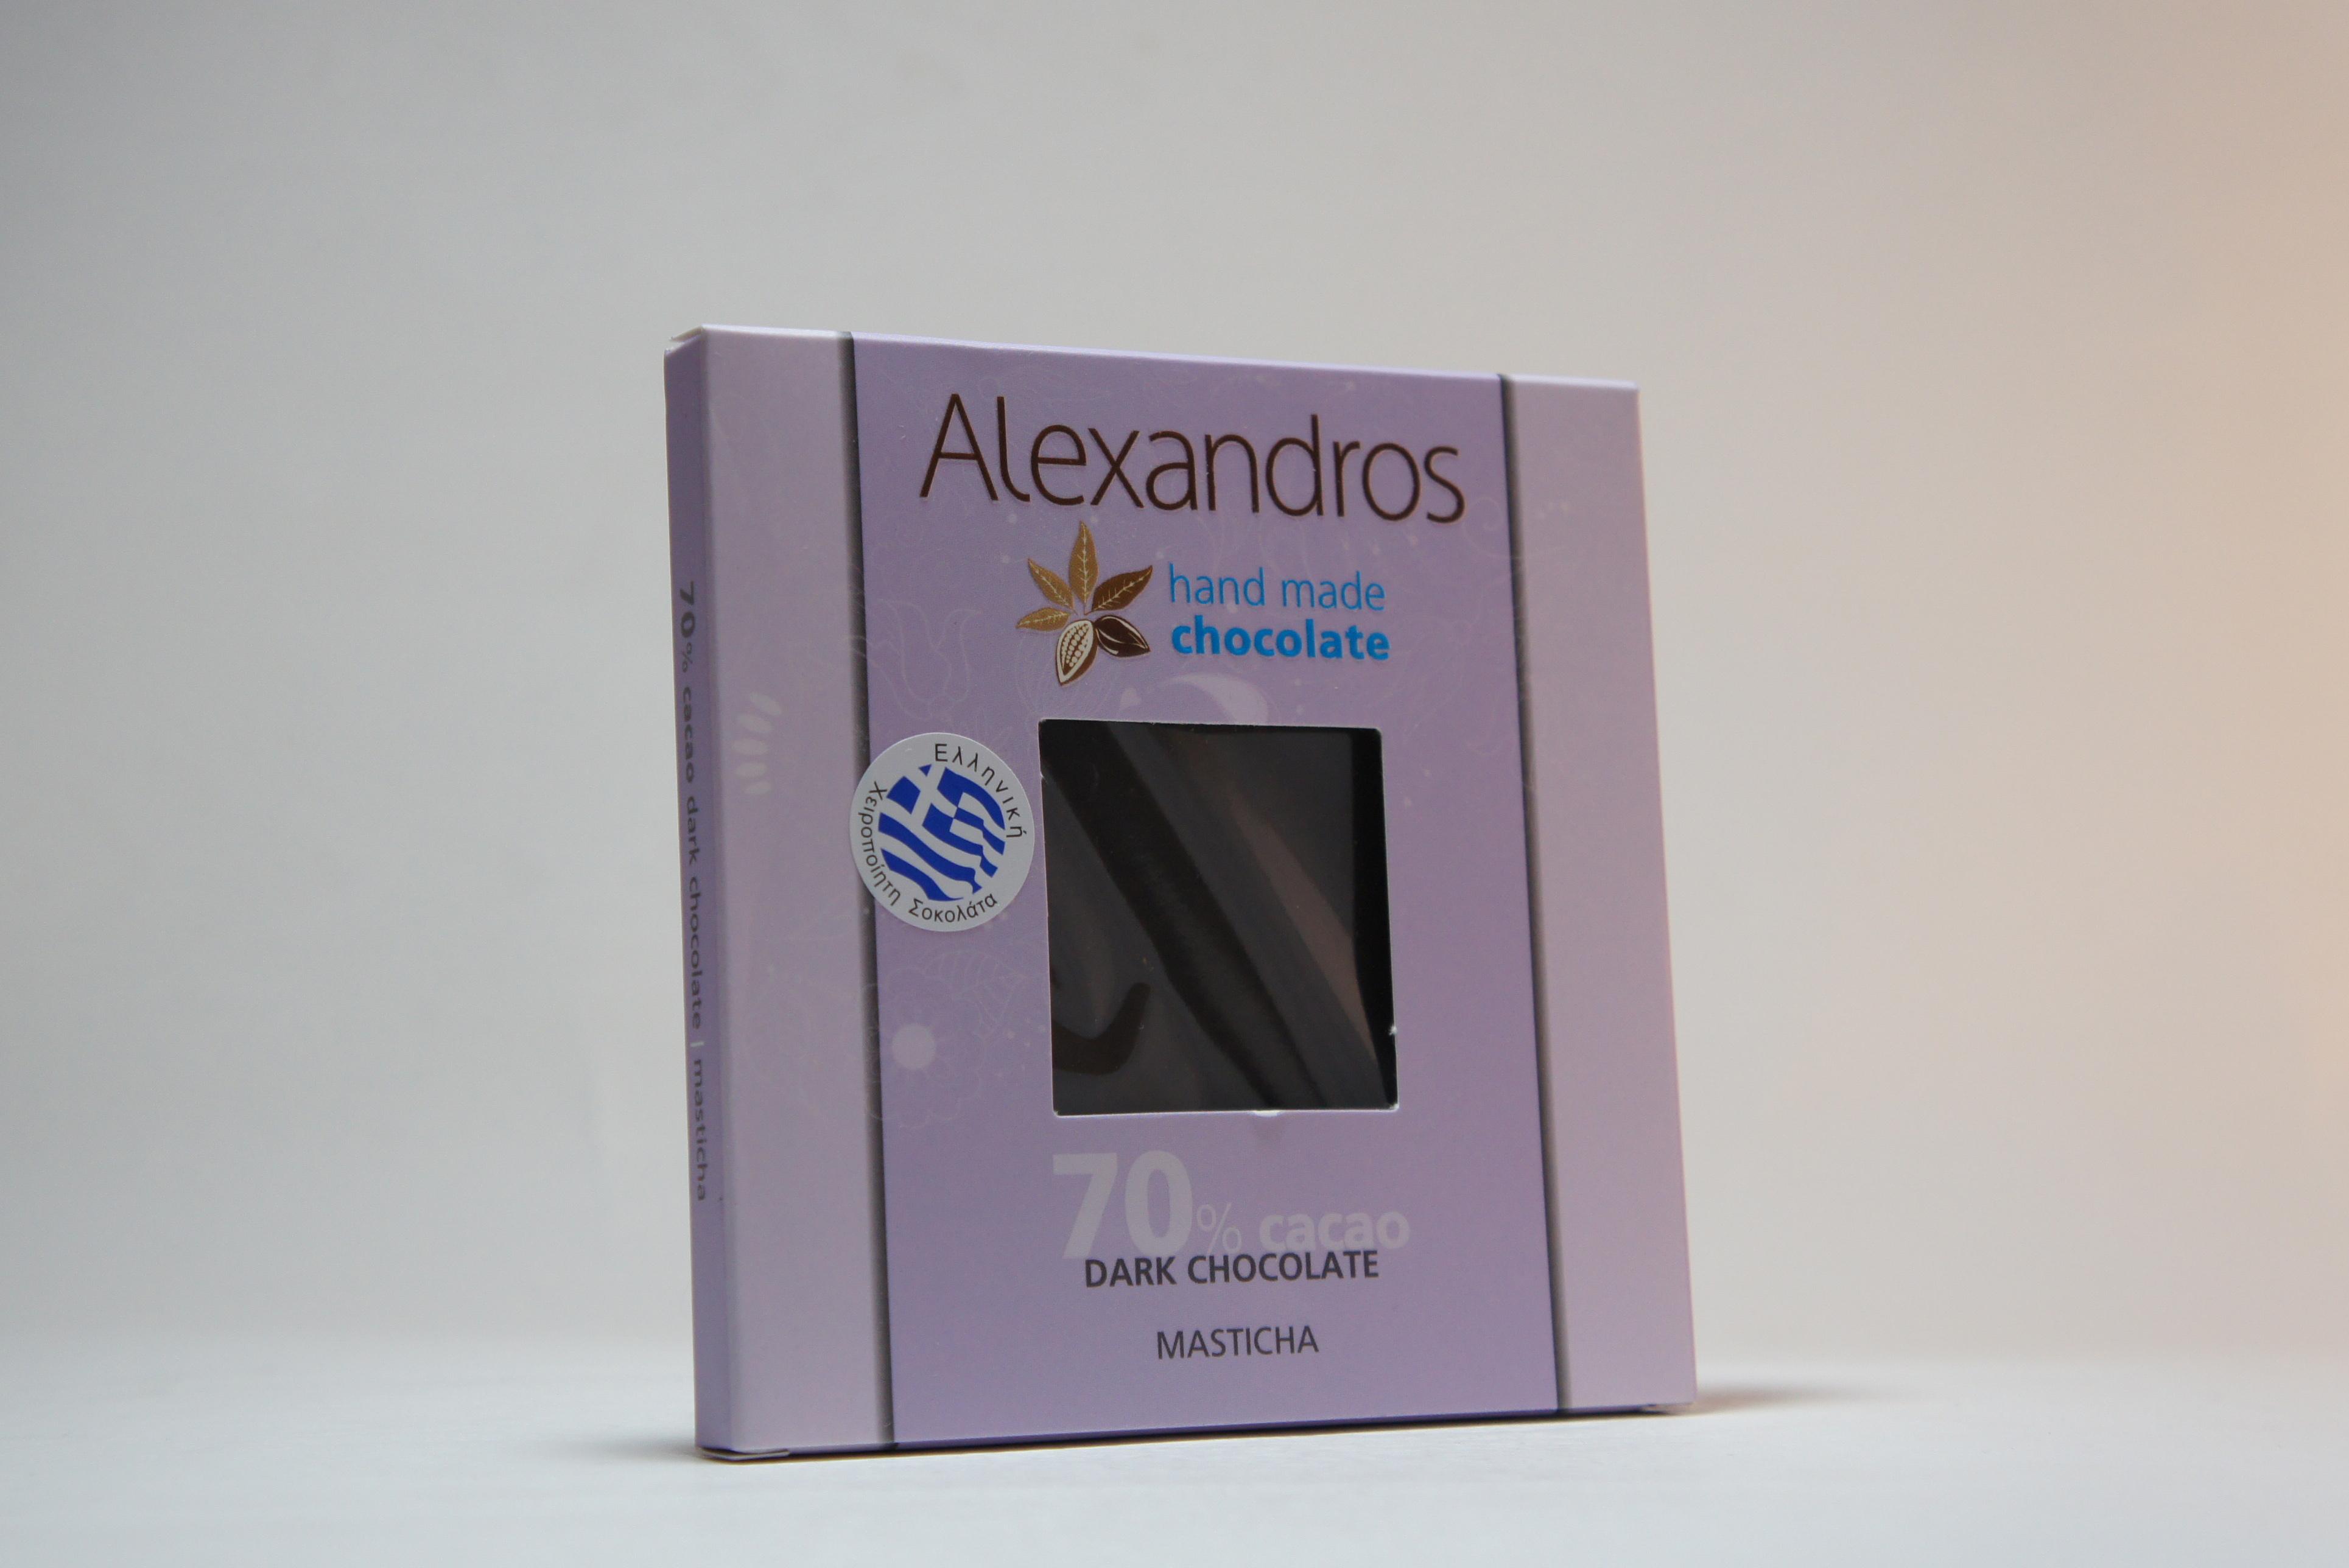 Alexandros
hand made
chocolate
Ελληνική
Χειροποίητη Σοκολάτα
70% cacao
DARK CHOCOLATE
MASTICHA
70% cacao dark chocolate | masticha